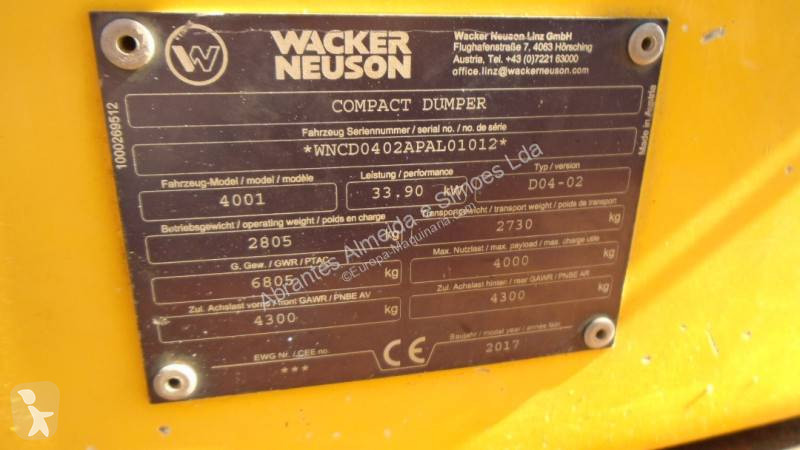 WACKER
NEUSON
Wacker Neuson Linz GmbH
Flughafenstraße 7, 4063 Hörsching
Austria, Tel. +43 (0)7221 63000
office.linz@wackerneuson.com
COMPACT DUMPER
Fahrzeug Seriennummer / serial no. / no. de série
*WNCD0402APAL01012*
Fahrzeug-Model / model / modèle
4001
Leistung / performance
33.90 kW
Typ / version
D04-02
Betriebsgewicht / operating weight / poids en charge
2805 kg
Transportgewicht / transport weight / poids de transport
2730 kg
G. Gew. / GWR / PTAC
6805 kg
Max. Nutzlast / max. payload / max. charge utile
4000 kg
Zul. Achslast vorne / front GAWR / PNBE AV
4300 kg
Zul. Achslast hinten / rear GAWR / PNBE AR
4300 kg
EWG Nr. / CEE no.
***
CE
Baujahr / model year /
2017
1000269512
Made in Austria
Abrantes Almeida e Simoes Lda
©Europa-Maquinaria.com